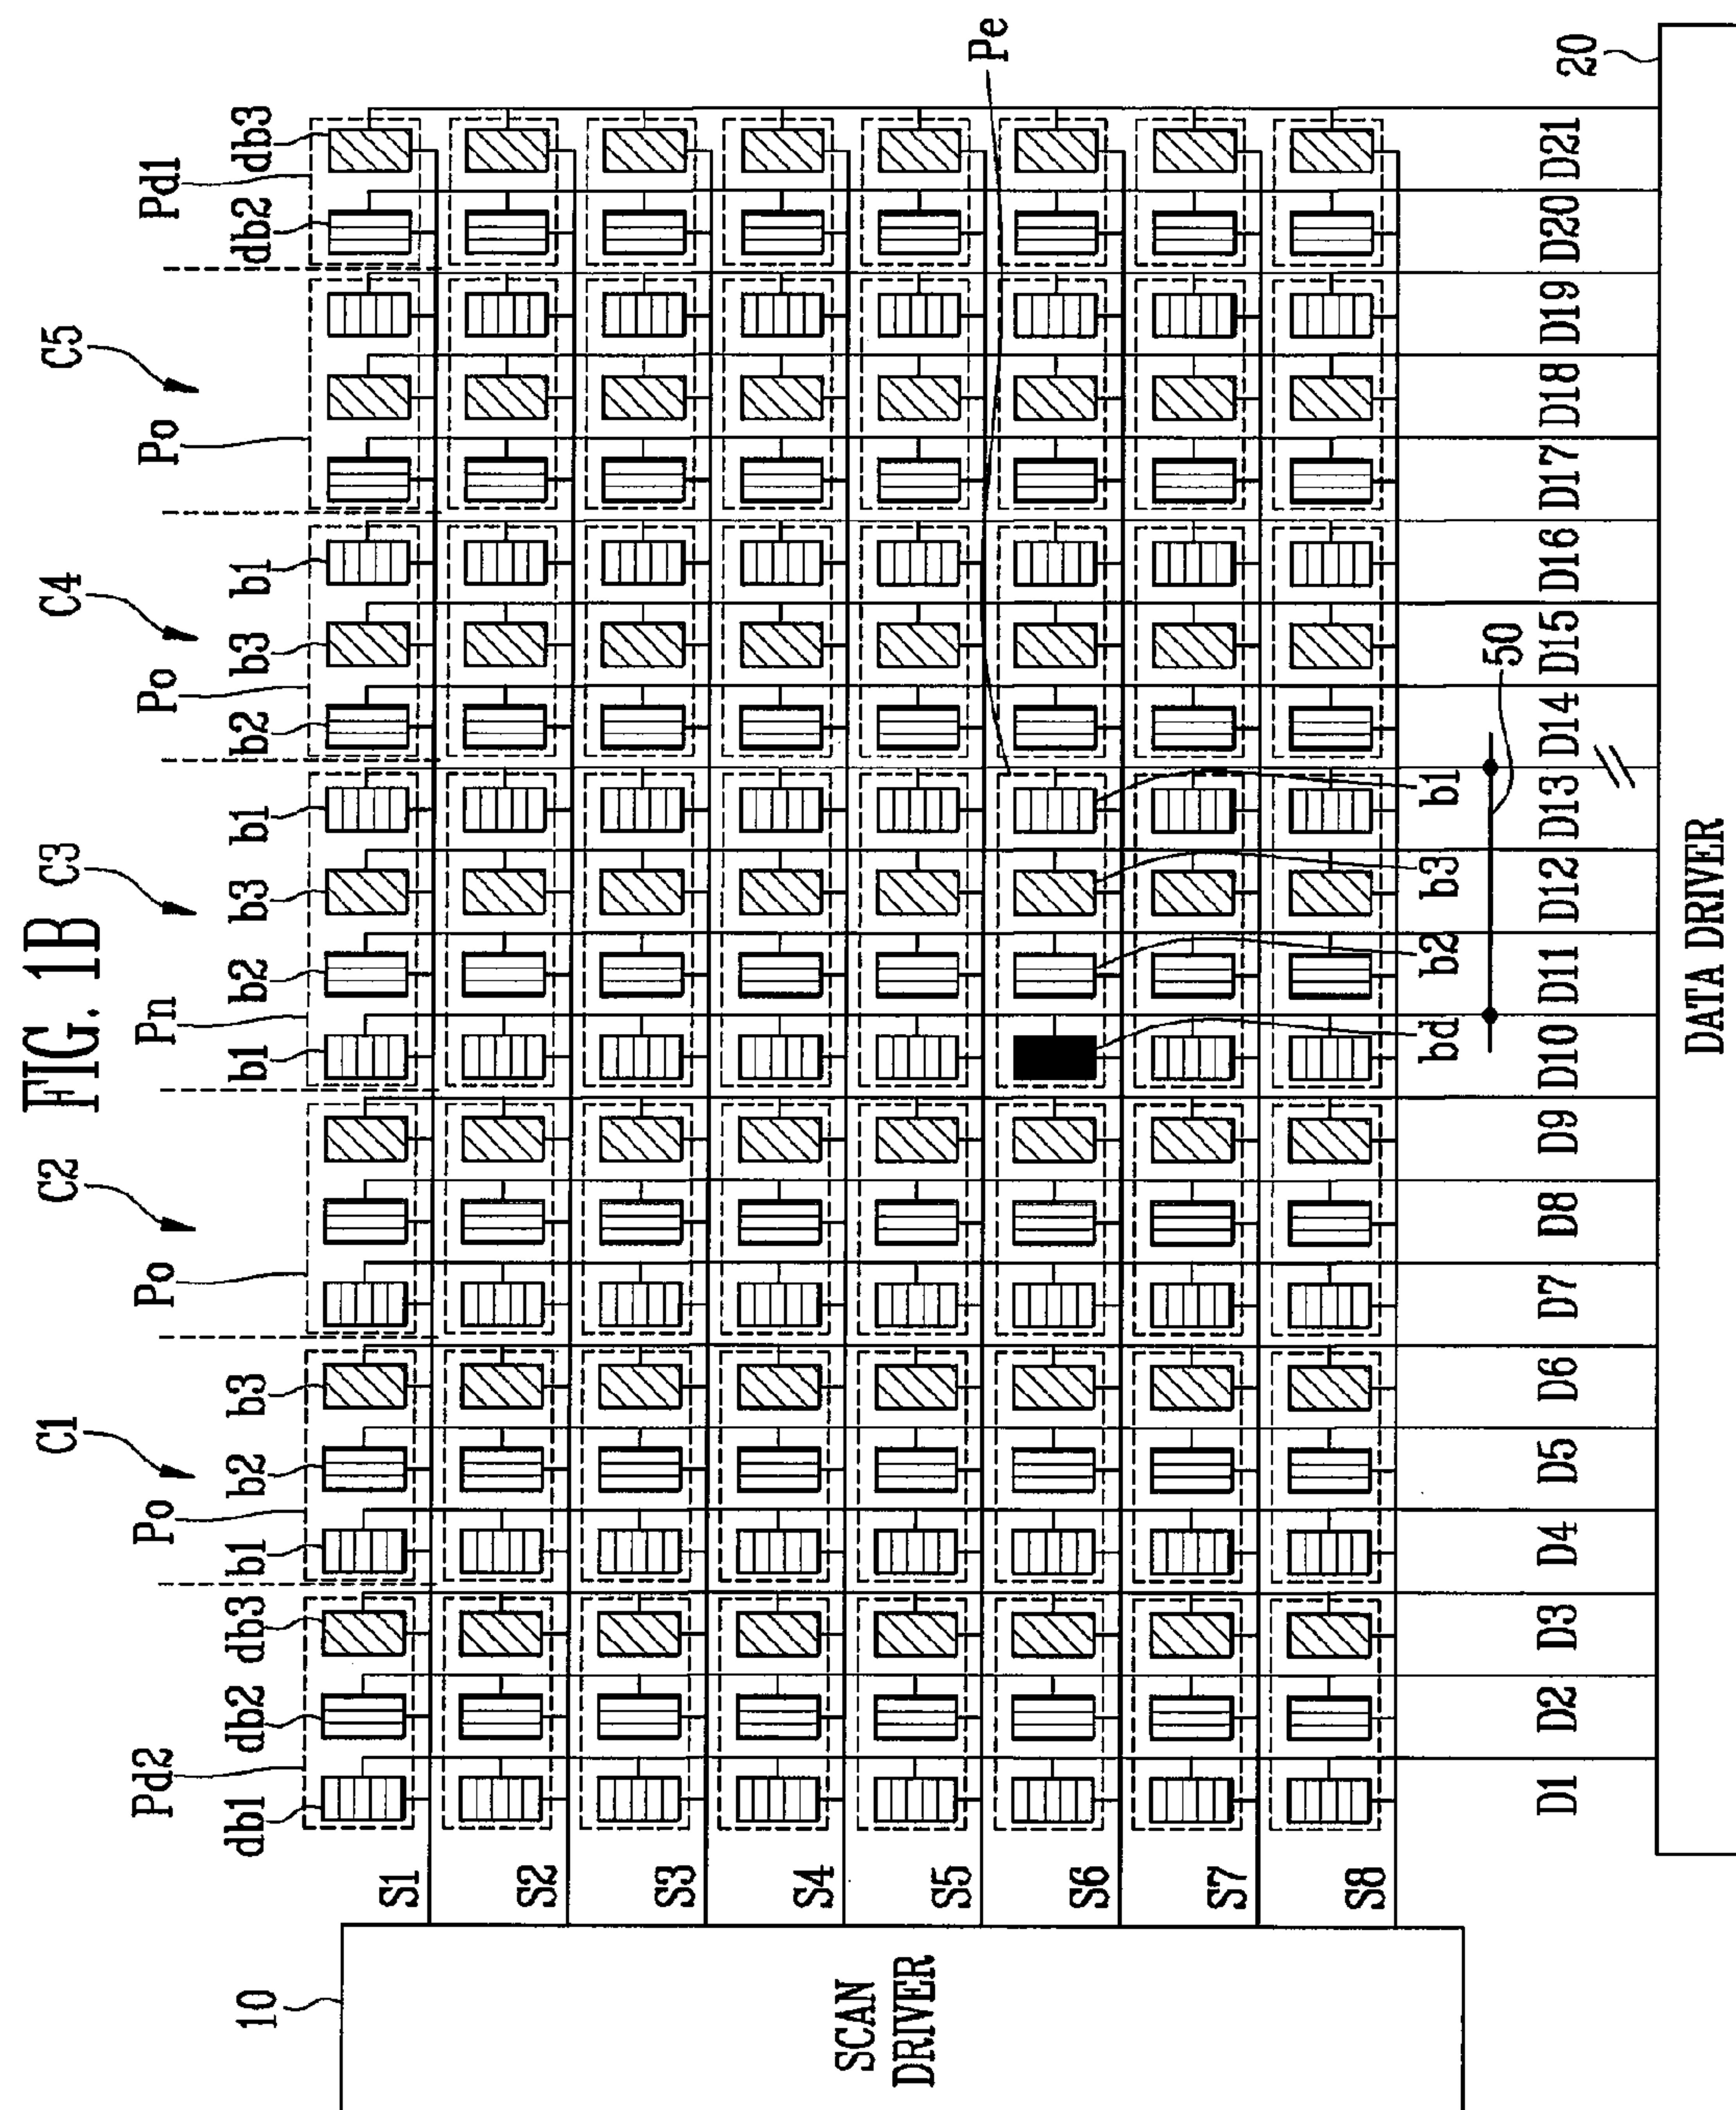 FIG. 1B
C1 C2 C3 C4 C5
Pd2 Po Po Pn Po Po Pd1
db1 db2 db3 b1 b2 b3 b1 b2 b3 b1 b2 b3 b1 db2 db3
10
S1
S2
S3
S4
SCAN
DRIVER
S5
Pe
S6
S7
S8
bd b2 b3 b1
50
D1 D2 D3 D4 D5 D6 D7 D8 D9 D10 D11 D12 D13 D14 D15 D16 D17 D18 D19 D20 D21
20
DATA DRIVER